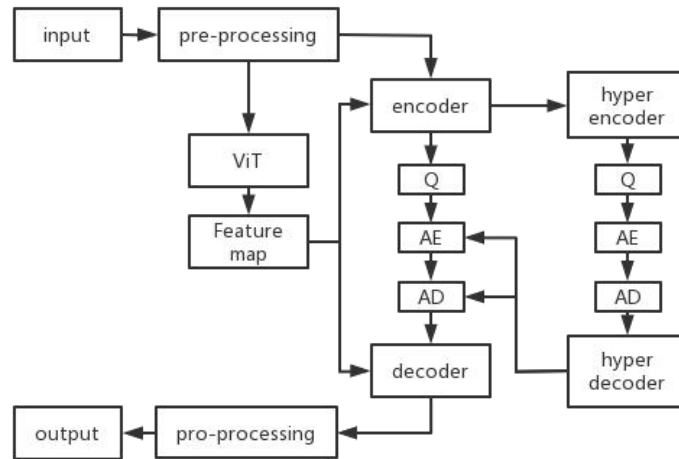 input
pre-processing
encoder
hyper
encoder
ViT
Q
Q
Feature
map
AE
AE
AD
AD
decoder
hyper
decoder
output
pro-processing